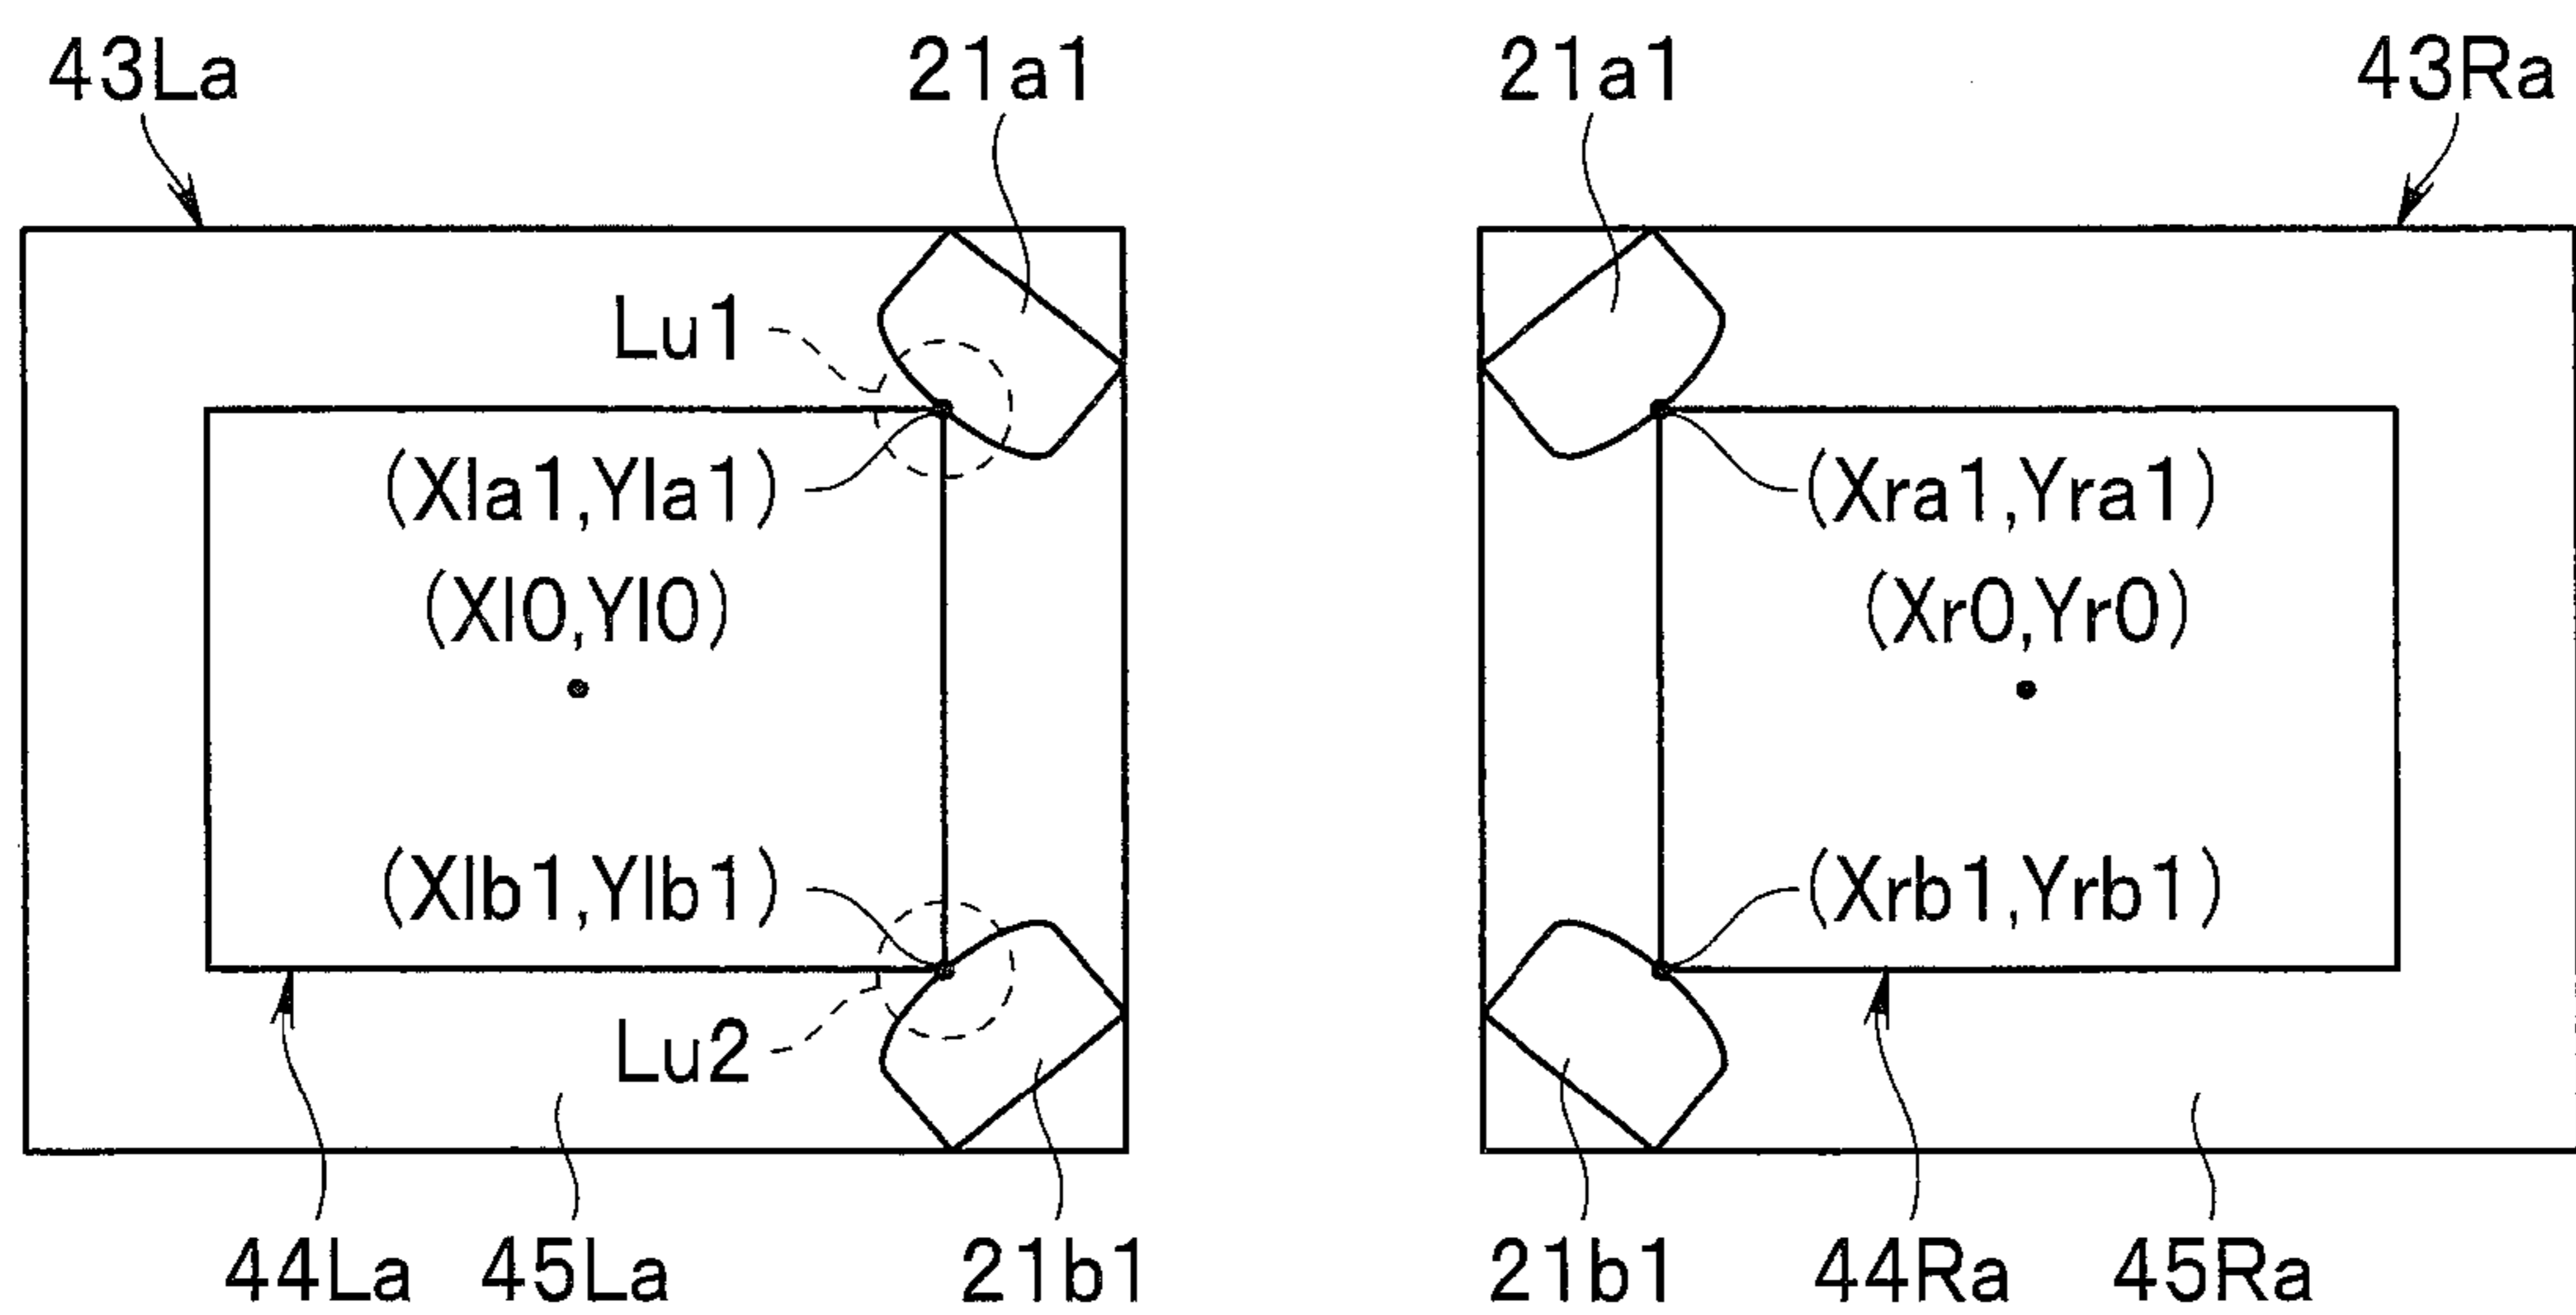 43La 21a1 21a1 43Ra
Lu1
(Xla1,Yla1) (Xra1,Yra1)
(Xl0,Yl0) (Xr0,Yr0)
(Xlb1,Ylb1) (Xrb1,Yrb1)
Lu2
44La 45La 21b1 21b1 44Ra 45Ra